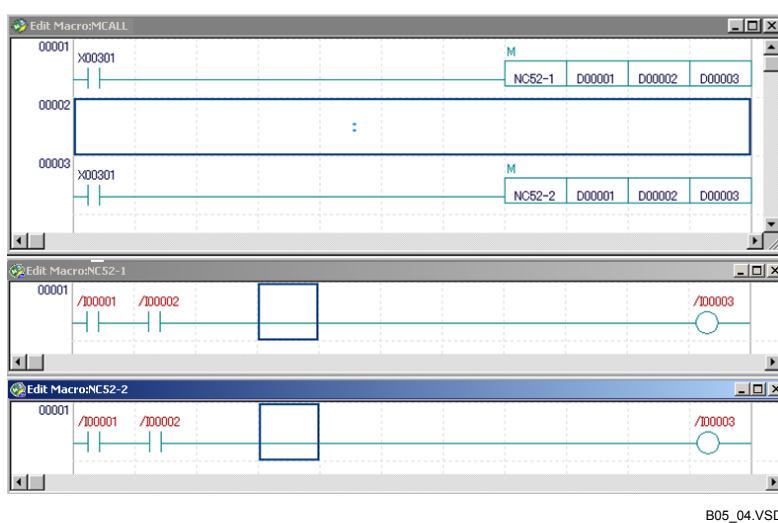 Edit Macro:MCALL
00001
X00301
M
NC52-1 D00001 D00002 D00003
00002
:
00003
X00301
M
NC52-2 D00001 D00002 D00003
Edit Macro:NC52-1
00001
/I00001 /I00002 /I00003
Edit Macro:NC52-2
00001
/I00001 /I00002 /I00003
B05_04.VSD